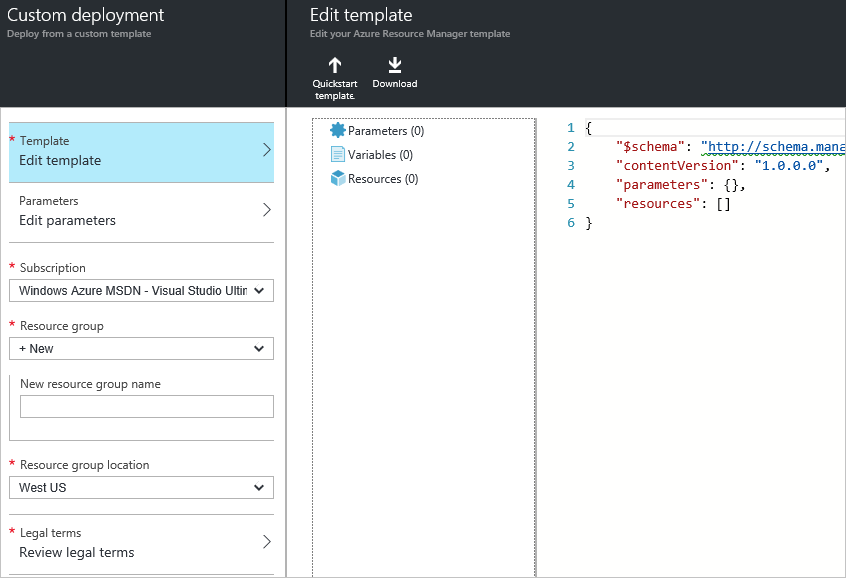 Custom deployment
Deploy from a custom template
Edit template
Edit your Azure Resource Manager template
Quickstart
template
Download
* Template
Edit template
Parameters
Edit parameters
* Subscription
Windows Azure MSDN - Visual Studio Ultin
* Resource group
+ New
New resource group name
* Resource group location
West US
* Legal terms
Review legal terms
Parameters (0)
Variables (0)
Resources (0)
1 {
2 "$schema": "http://schema.mana
3 "contentVersion": "1.0.0.0",
4 "parameters": {},
5 "resources": []
6 }